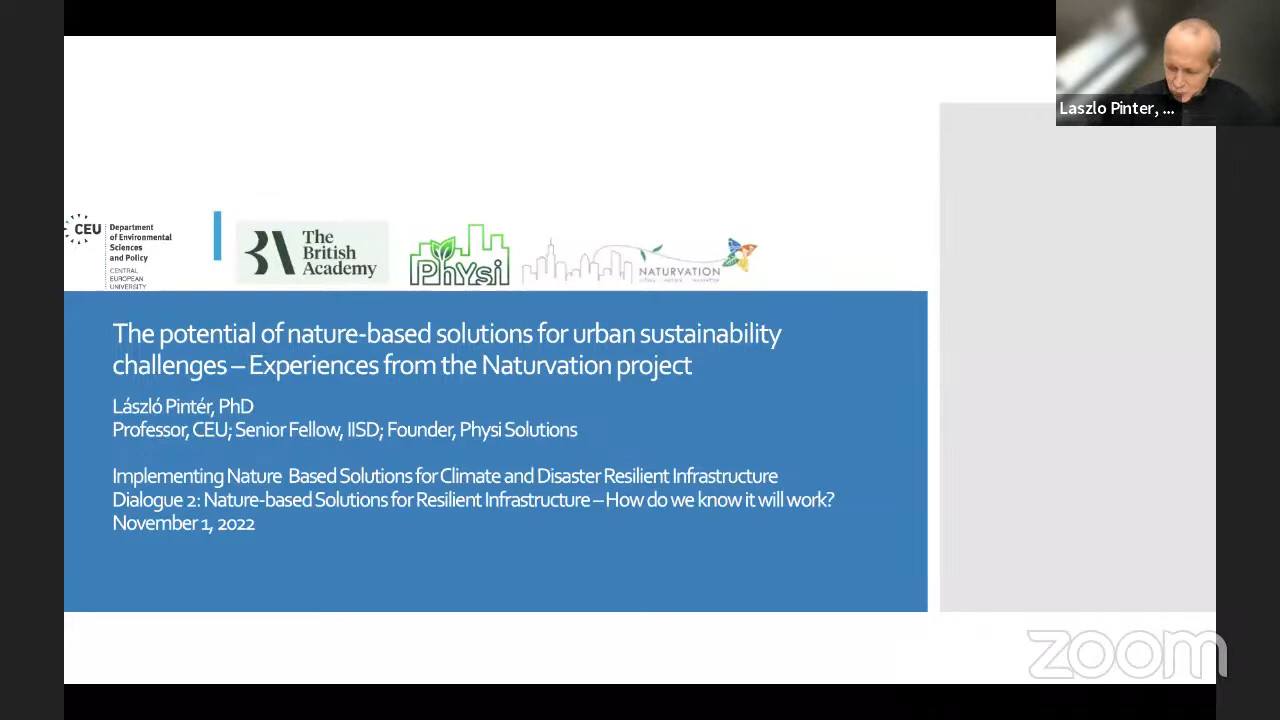 Laszlo Pinter, ...
CEU
Department
of Environmental
Sciences
and Policy
CENTRAL
EUROPEAN
UNIVERSITY
The
British
Academy
PhYsi
NATURVATION
The potential of nature-based solutions for urban sustainability
challenges – Experiences from the Naturvation project
László Pintér, PhD
Professor, CEU; Senior Fellow, IISD; Founder, Physi Solutions
Implementing Nature Based Solutions for Climate and Disaster Resilient Infrastructure
Dialogue 2: Nature-based Solutions for Resilient Infrastructure – How do we know it will work?
November 1, 2022
zoom